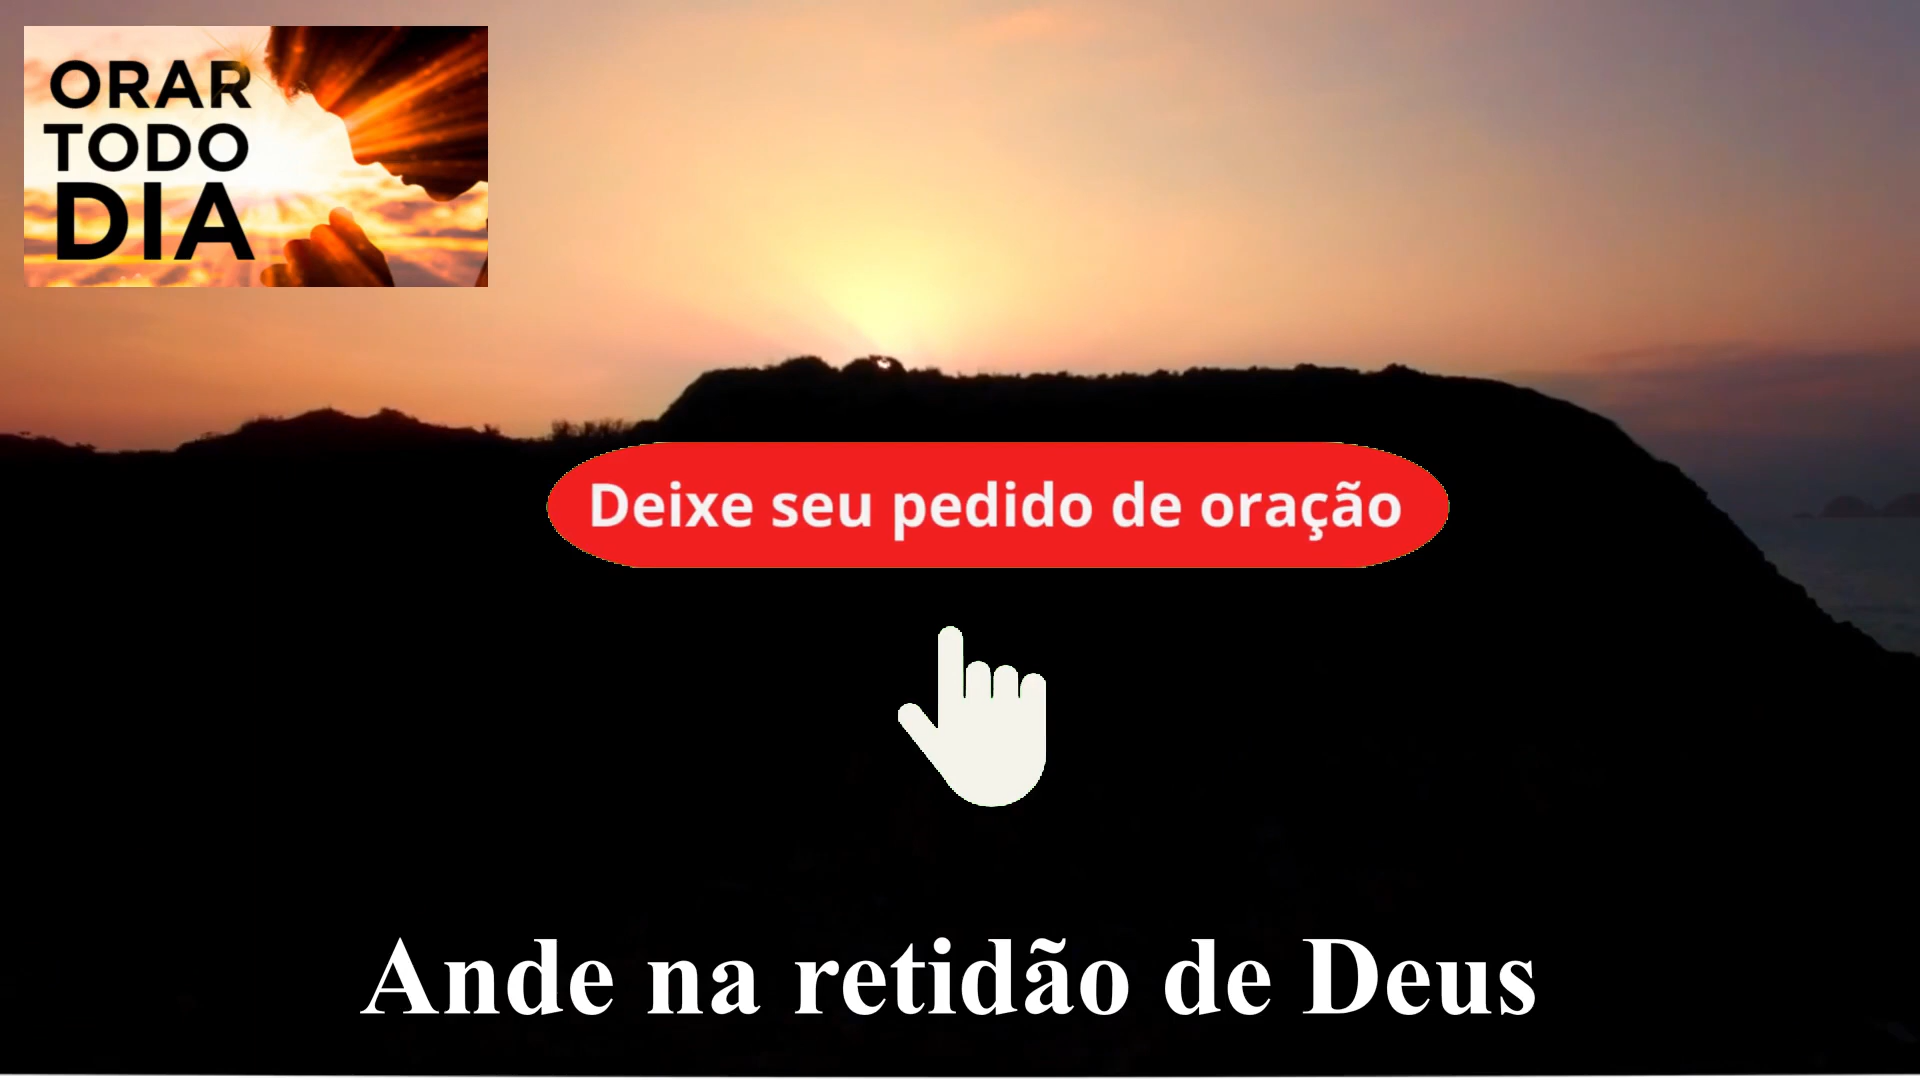 ORAR
TODO
DIA
Deixe seu pedido de oração
Ande na retidão de Deus